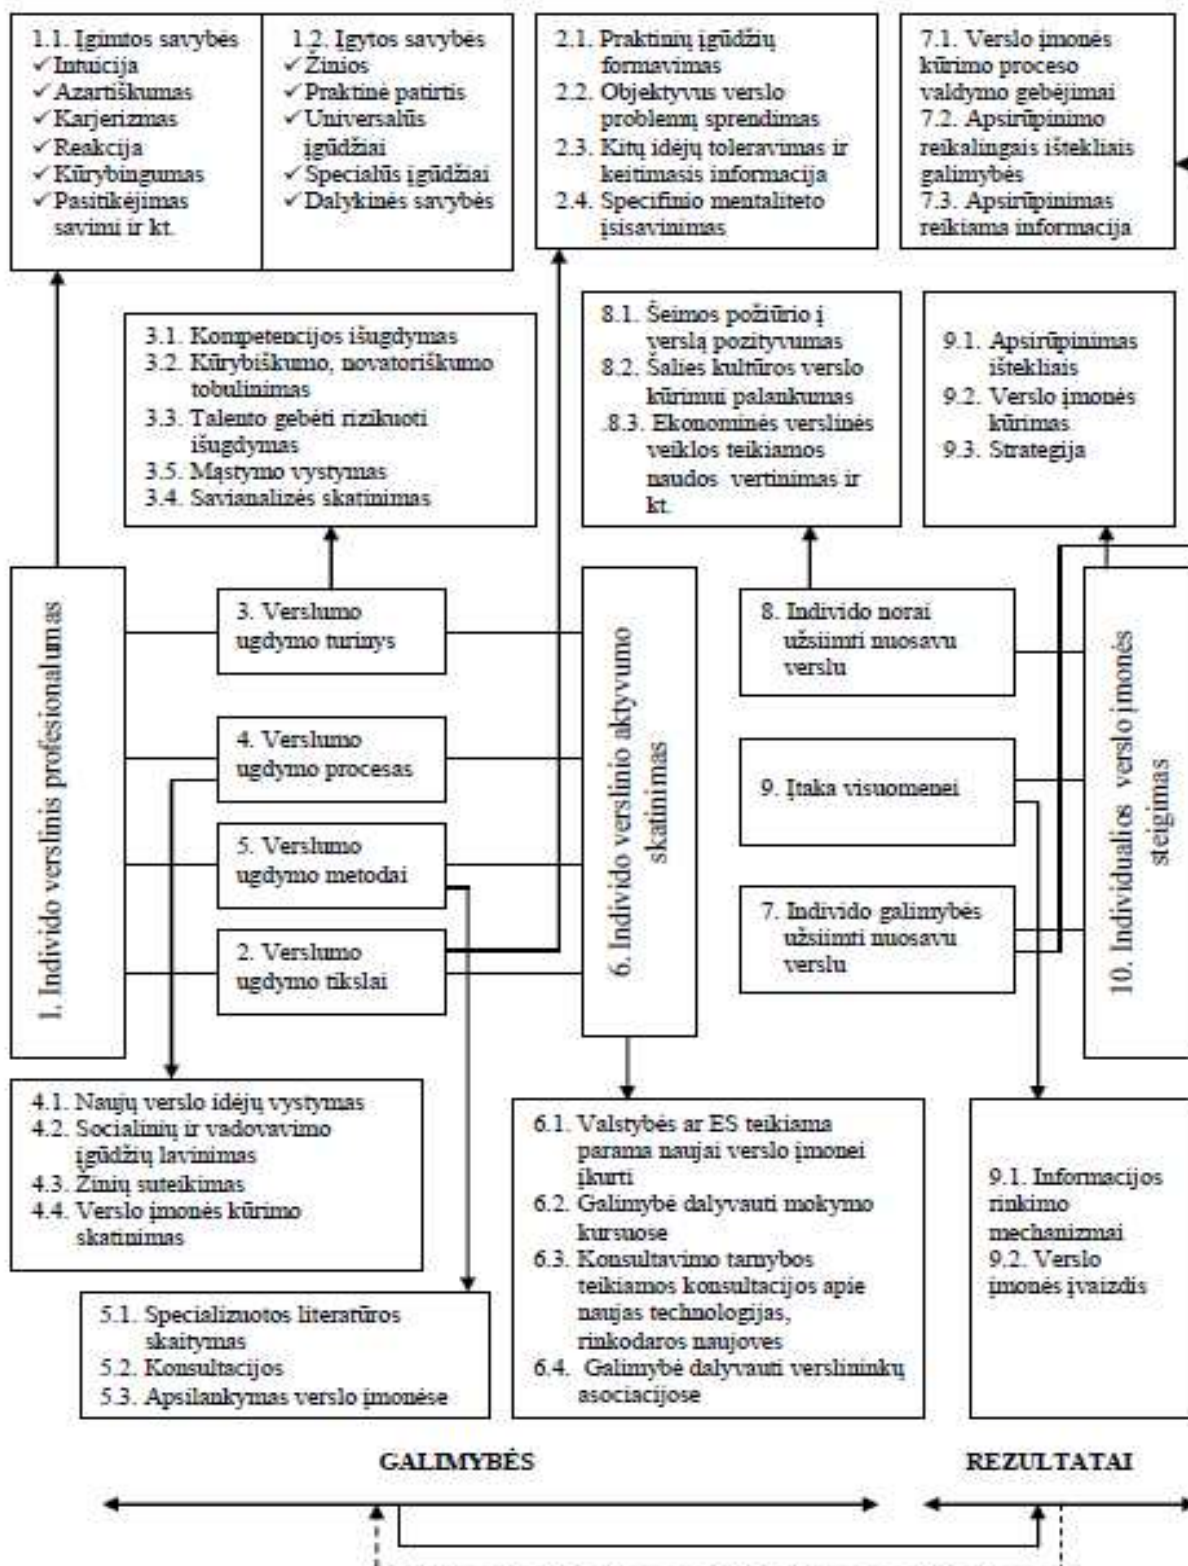 1.1. Įgimtos savybės
✓ Intuicija
✓ Azartiškumas
✓ Karjerizmas
✓ Reakcija
✓ Kūrybingumas
✓ Pasitikėjimas
savimi ir kt.
1.2. Įgytos savybės
✓ Žinios
✓ Praktinė patirtis
✓ Universalūs
įgūdžiai
✓ Specialūs įgūdžiai
✓ Dalykinės savybės
2.1. Praktinių įgūdžių
formavimas
2.2. Objektyvus verslo
problemų sprendimas
2.3. Kitų idėjų toleravimas ir
keitimasis informacija
2.4. Specifinio mentaliteto
įsisavinimas
7.1. Verslo įmonės
kūrimo proceso
valdymo gebėjimai
7.2. Apsirūpinimo
reikalingais ištekliais
galimybės
7.3. Apsirūpinimas
reikiama informacija
3.1. Kompetencijos išugdymas
3.2. Kūrybiškumo, novatoriškumo
tobulinimas
3.3. Talento gebėti rizikuoti
išugdymas
3.5. Mąstymo vystymas
3.4. Savianalizės skatinimas
8.1. Šeimos požiūrio į
verslą pozityvumas
8.2. Šalies kultūros verslo
kūrimui palankumas
.8.3. Ekonominės verslinės
veiklos teikiamos
naudos vertinimas ir
kt.
9.1. Apsirūpinimas
ištekliais
9.2. Verslo įmonės
kūrimas
9.3. Strategija
1. Individo verslinis profesionalumas
3. Verslumo
ugdymo turinys
4. Verslumo
ugdymo procesas
5. Verslumo
ugdymo metodai
2. Verslumo
ugdymo tikslai
6. Individo verslinio aktyvumo
skatinimas
8. Individo norai
užsiimti nuosavu
verslu
9. Įtaka visuomenei
7. Individo galimybės
užsiimti nuosavu
verslu
10. Individualios verslo įmonės
steigimas
4.1. Naujų verslo idėjų vystymas
4.2. Socialinių ir vadovavimo
įgūdžių lavinimas
4.3. Žinių suteikimas
4.4. Verslo įmonės kūrimo
skatinimas
5.1. Specializuotos literatūros
skaitymas
5.2. Konsultacijos
5.3. Apsilankymas verslo įmonėse
6.1. Valstybės ar ES teikiama
parama naujai verslo įmonei
įkurti
6.2. Galimybė dalyvauti mokymo
kursuose
6.3. Konsultavimo tarnybos
teikiamos konsultacijos apie
naujas technologijas,
rinkodaros naujoves
6.4. Galimybė dalyvauti verslininkų
asociacijose
9.1. Informacijos
rinkimo
mechanizmai
9.2. Verslo
įmonės įvaizdis
GALIMYBĖS
REZULTATAI